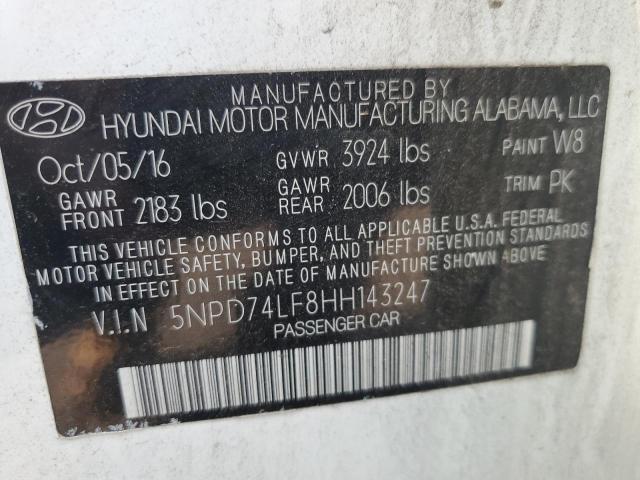 MANUFACTURED BY
HYUNDAI MOTOR MANUFACTURING ALABAMA, LLC
Oct/05/16 GVWR 3924 lbs PAINT W8
GAWR FRONT 2183 lbs GAWR REAR 2006 lbs TRIM PK
THIS VEHICLE CONFORMS TO ALL APPLICABLE U.S.A. FEDERAL
MOTOR VEHICLE SAFETY, BUMPER, AND THEFT PREVENTION STANDARDS
IN EFFECT ON THE DATE OF MANUFACTURE SHOWN ABOVE
V.I.N 5NPD74LF8HH143247
PASSENGER CAR